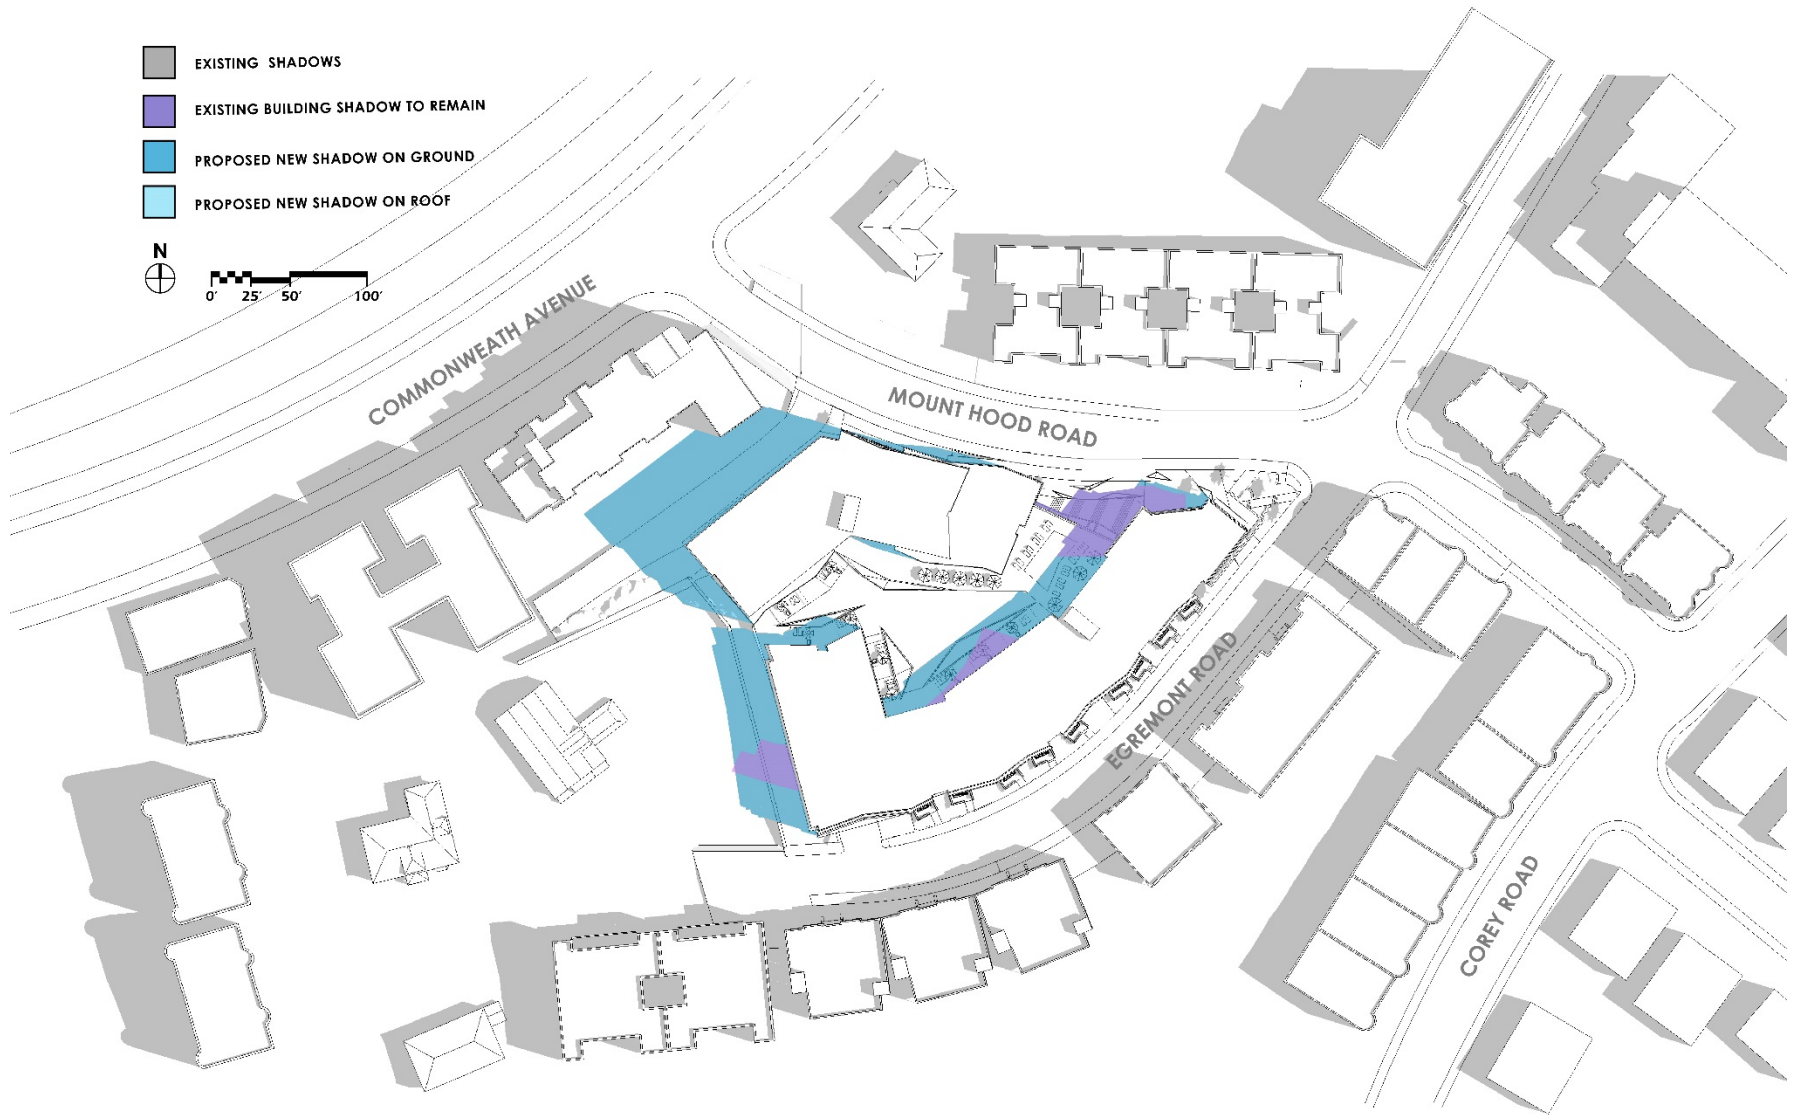 EXISTING SHADOWS
EXISTING BUILDING SHADOW TO REMAIN
PROPOSED NEW SHADOW ON GROUND
PROPOSED NEW SHADOW ON ROOF
N
0' 25' 50' 100'
COMMONWEATH AVENUE
MOUNT HOOD ROAD
EGREMONT ROAD
COREY ROAD